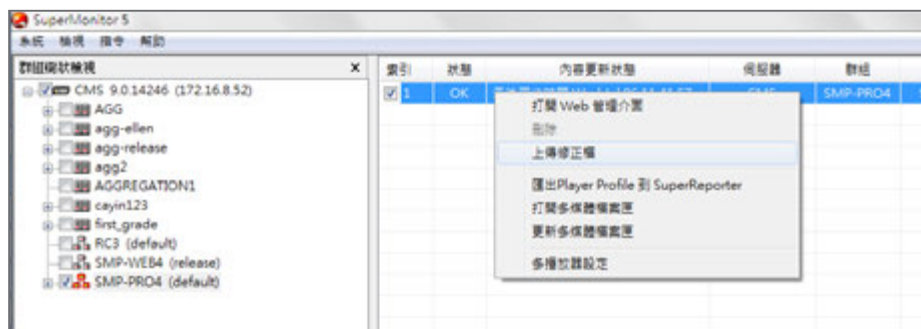 SuperMonitor 5
系統 檢視 指令 幫助
群組樹狀檢視 x
索引 狀態 內容更新狀態 伺服器 群組
CMS 9.0.14246 (172.16.8.52)
1 OK SMP-PRO4
AGG
agg-ellen
agg-release
agg2
AGGREGATION1
cayin123
first_grade
RC3 (default)
SMP-WEB4 (release)
SMP-PRO4 (default)
打開 Web 管理介面
刪除
上傳修正檔
匯出Player Profile 到 SuperReporter
打開多媒體檔案匣
更新多媒體檔案匣
多播放器設定